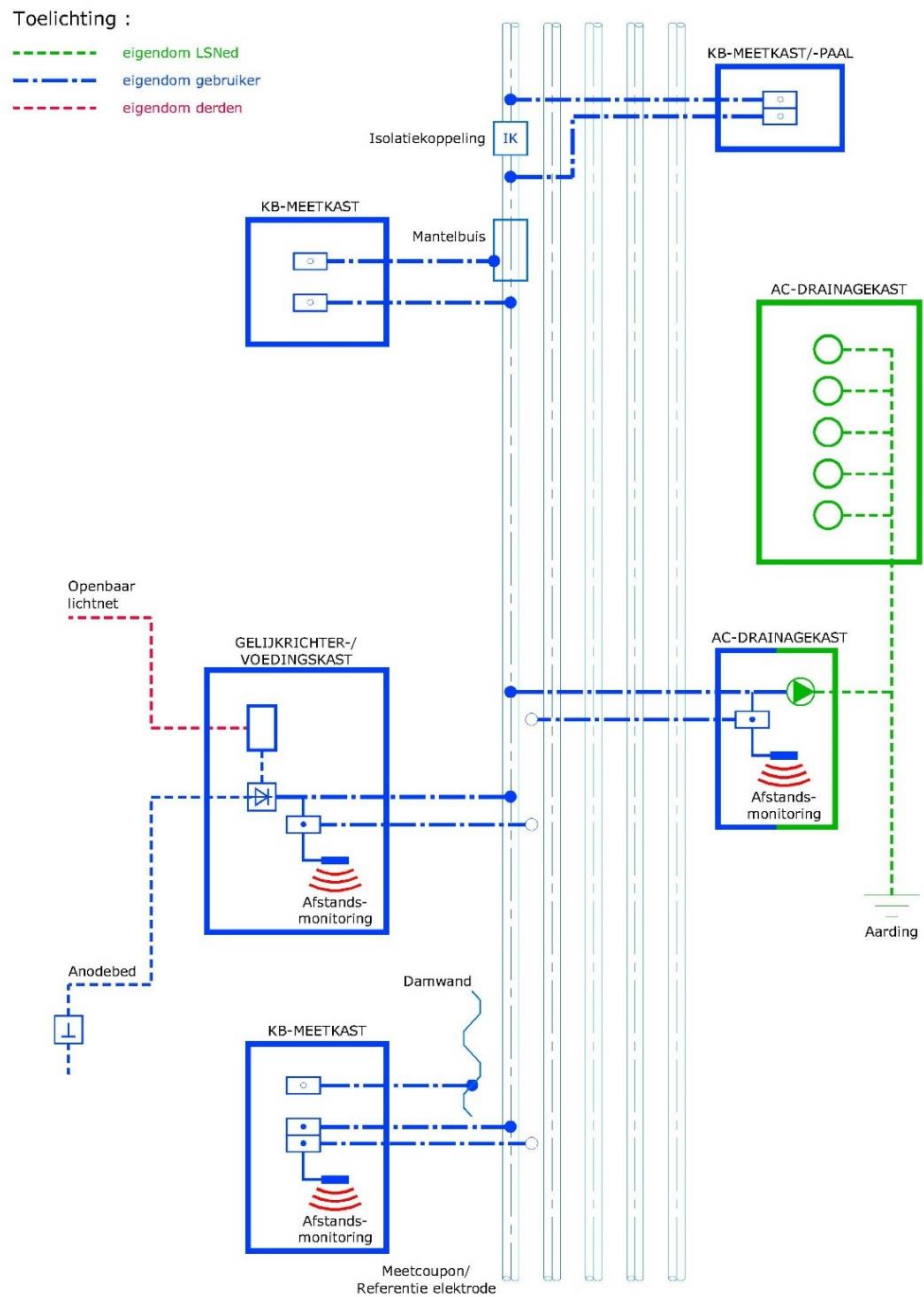 Toelichting :
eigendom LSNed
eigendom gebruiker
eigendom derden
KB-MEETKAST/-PAAL
Isolatiekoppeling
IK
KB-MEETKAST
Mantelbuis
AC-DRAINAGEKAST
Openbaar
lichtnet
GELIJKRICHTER-/
VOEDINGSKAST
AC-DRAINAGEKAST
Afstands-
monitoring
Afstands-
monitoring
Aarding
Anodebed
Damwand
KB-MEETKAST
Afstands-
monitoring
Meetcoupon/
Referentie elektrode